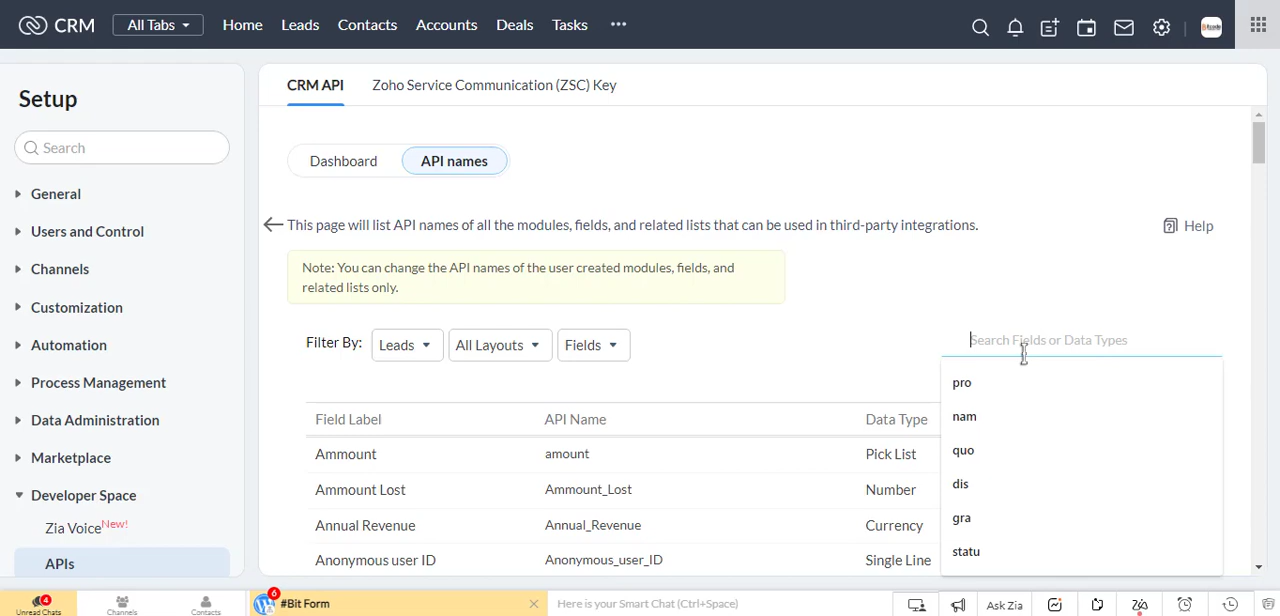 CRM
All Tabs
Home
Leads
Contacts
Accounts
Deals
Tasks
Setup
Search
General
Users and Control
Channels
Customization
Automation
Process Management
Data Administration
Marketplace
Developer Space
Zia Voice New!
APIs
CRM API
Zoho Service Communication (ZSC) Key
Dashboard
API names
This page will list API names of all the modules, fields, and related lists that can be used in third-party integrations.
Help
Note: You can change the API names of the user created modules, fields, and
related lists only.
Filter By:
Leads
All Layouts
Fields
Search Fields or Data Types
pro
nam
quo
dis
gra
statu
Field Label API Name Data Type
Ammount amount Pick List
Ammount Lost Ammount_Lost Number
Annual Revenue Annual_Revenue Currency
Anonymous user ID Anonymous_user_ID Single Line
4
Unread Chats
Channels
Contacts
6
#Bit Form
Here is your Smart Chat (Ctrl+Space)
Ask Zia